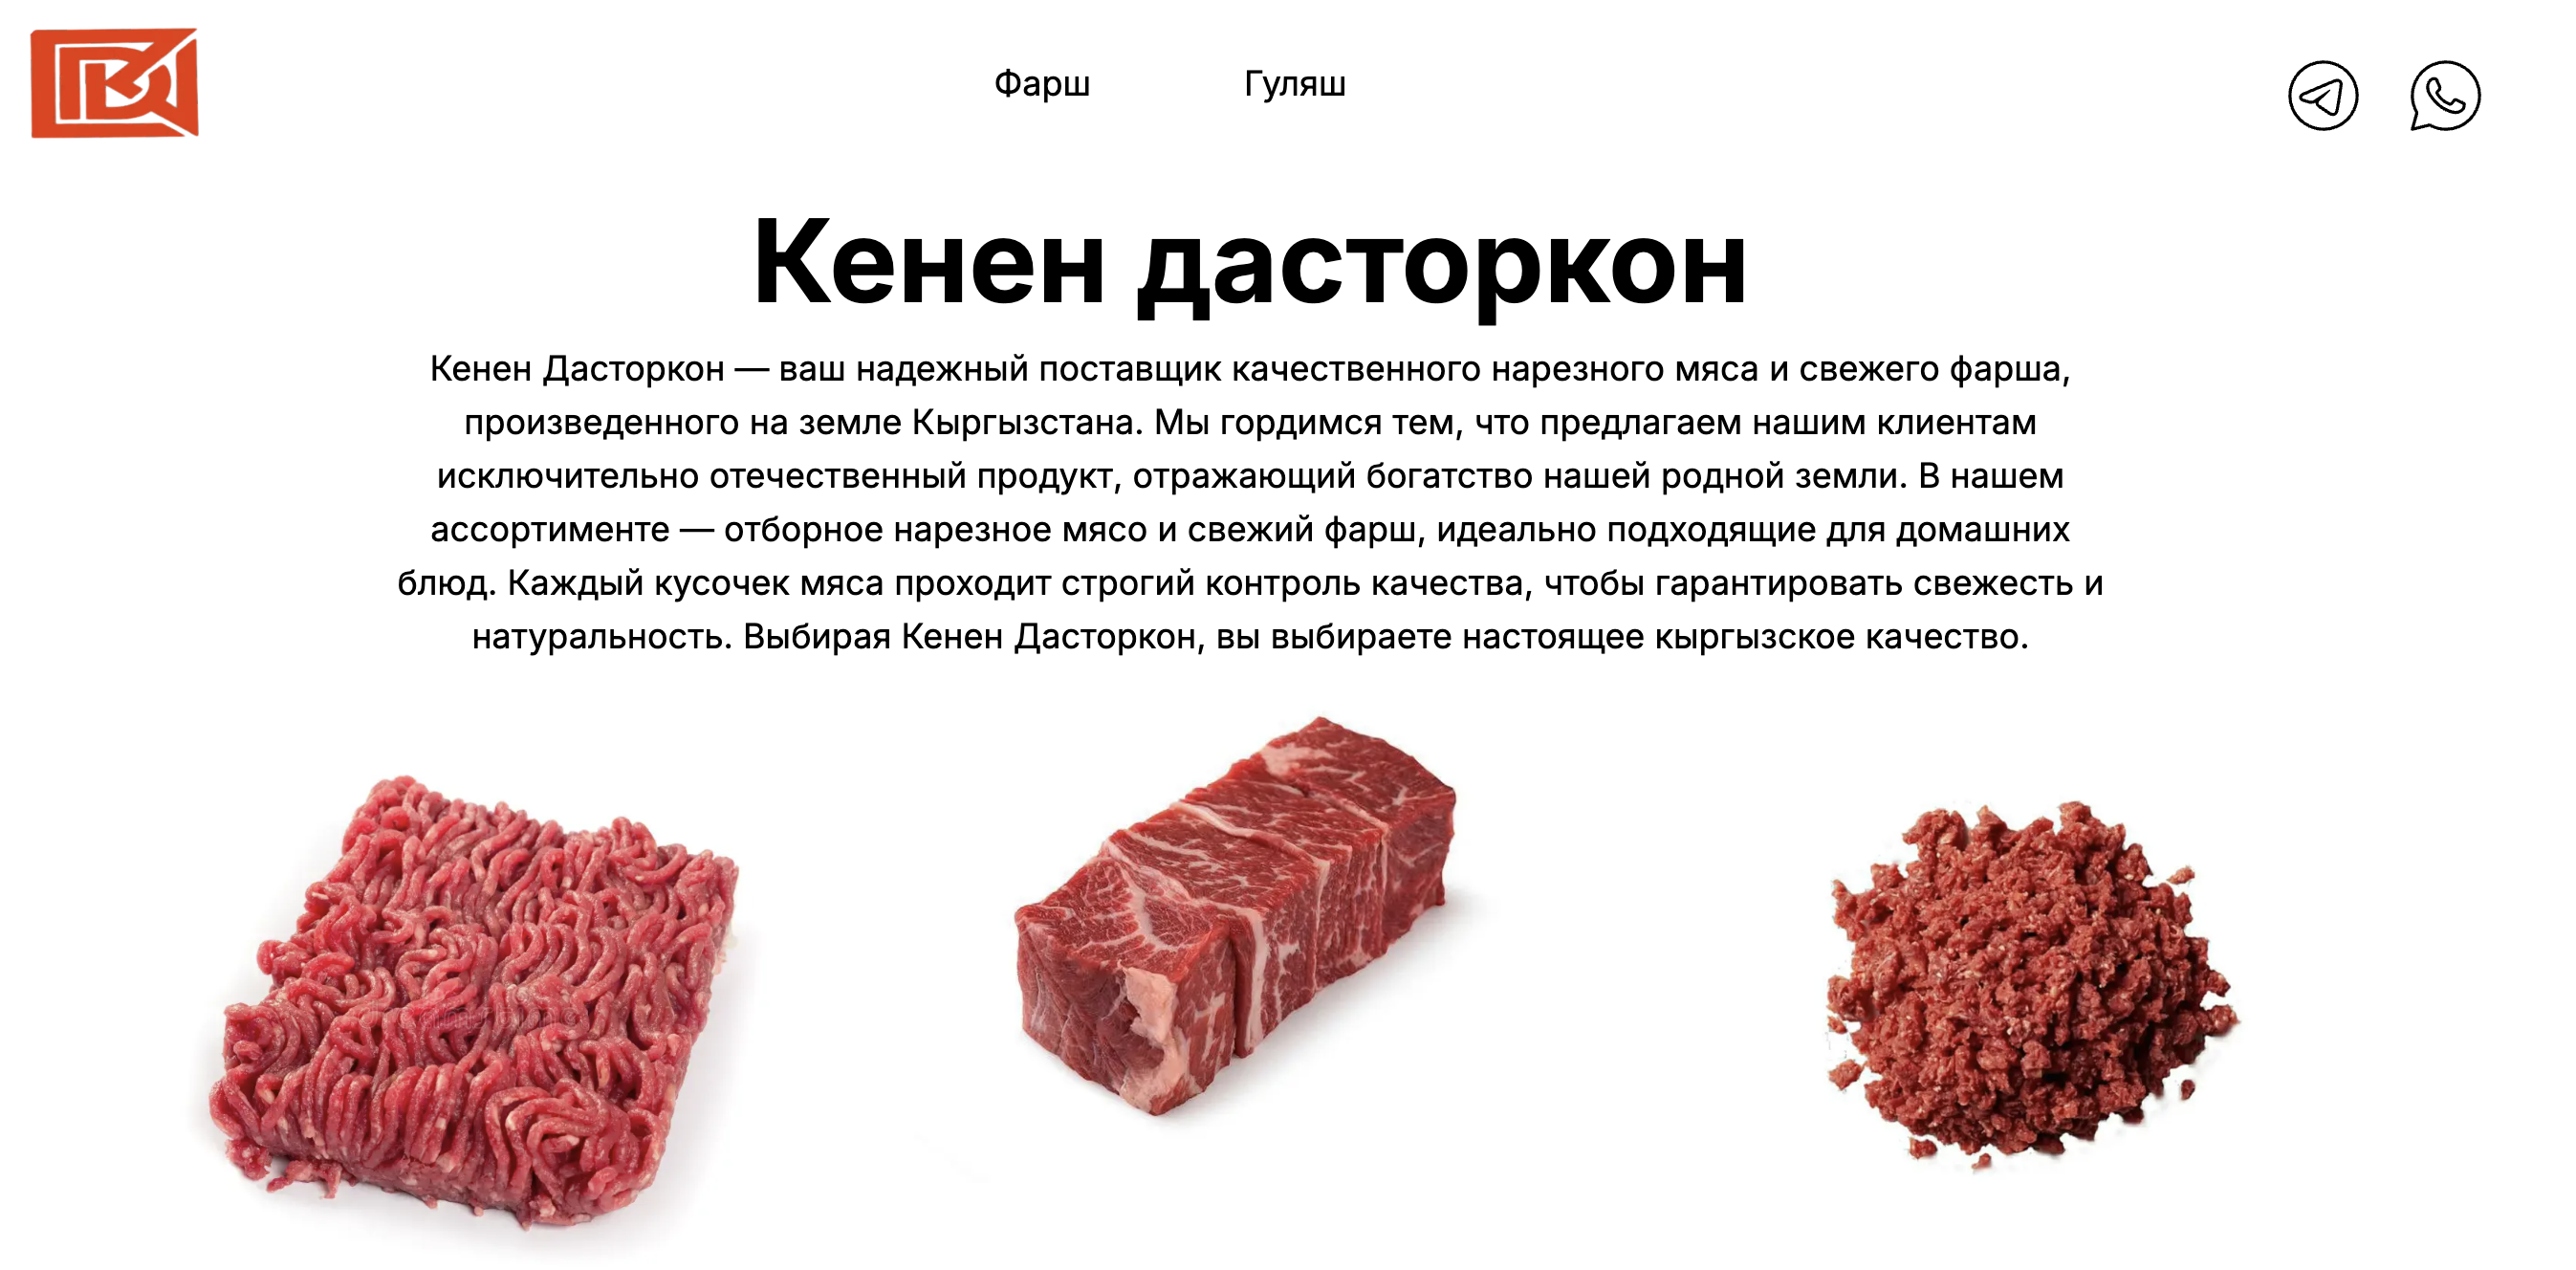 Фарш Гуляш
Кенен дасторкон
Кенен Дасторкон — ваш надежный поставщик качественного нарезного мяса и свежего фарша,
произведенного на земле Кыргызстана. Мы гордимся тем, что предлагаем нашим клиентам
исключительно отечественный продукт, отражающий богатство нашей родной земли. В нашем
ассортименте — отборное нарезное мясо и свежий фарш, идеально подходящие для домашних
блюд. Каждый кусочек мяса проходит строгий контроль качества, чтобы гарантировать свежесть и
натуральность. Выбирая Кенен Дасторкон, вы выбираете настоящее кыргызское качество.